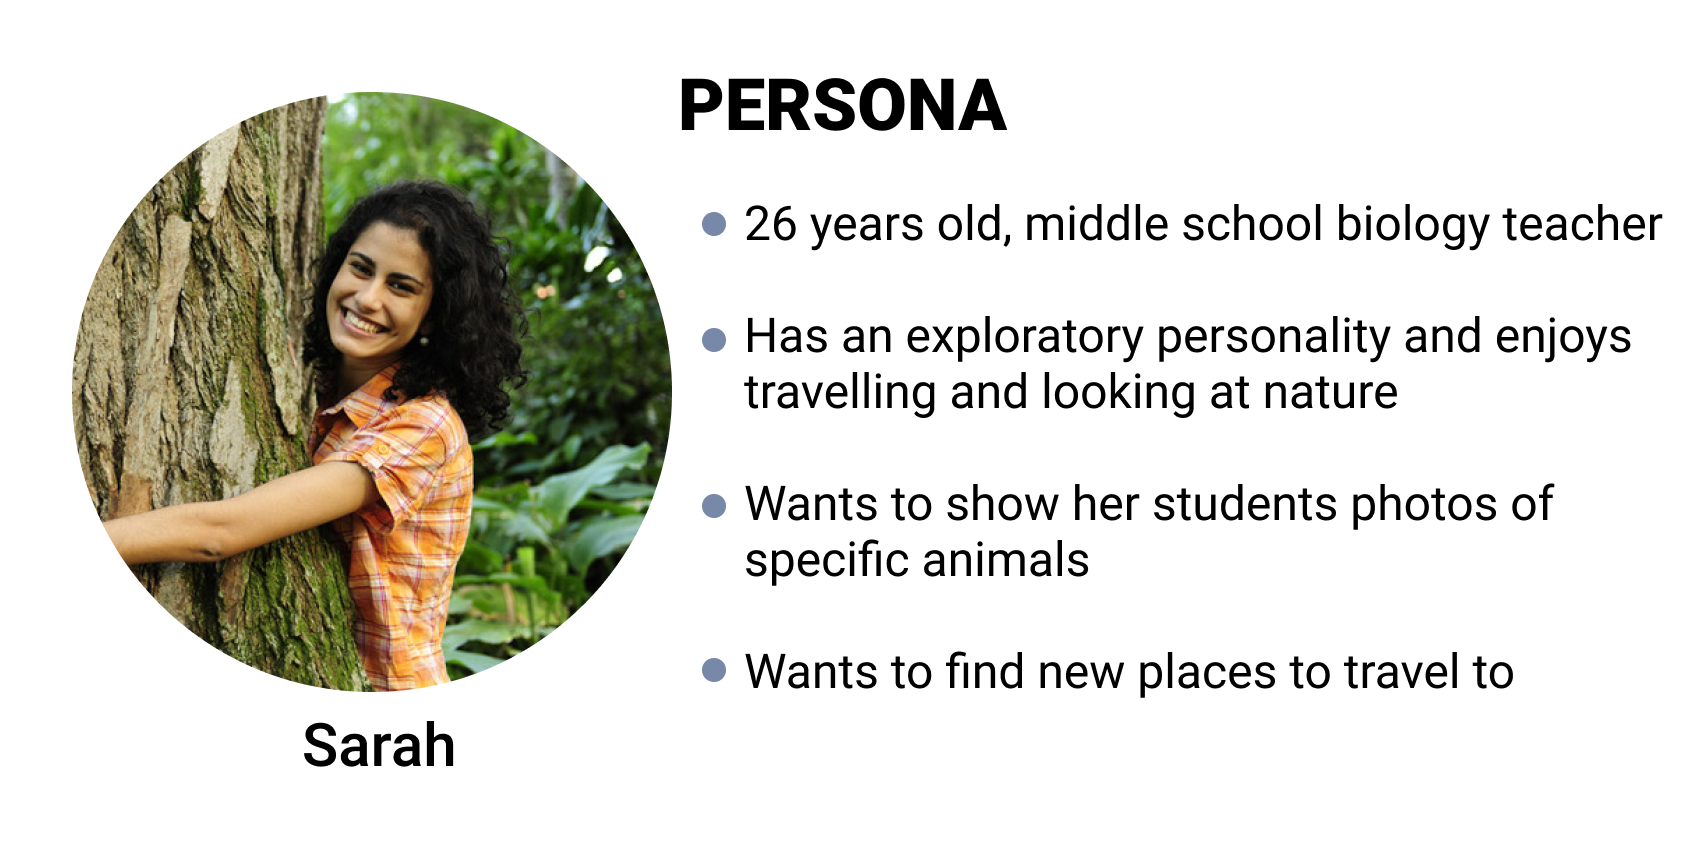 PERSONA
26 years old, middle school biology teacher
Has an exploratory personality and enjoys
travelling and looking at nature
Wants to show her students photos of
specific animals
Wants to find new places to travel to
Sarah